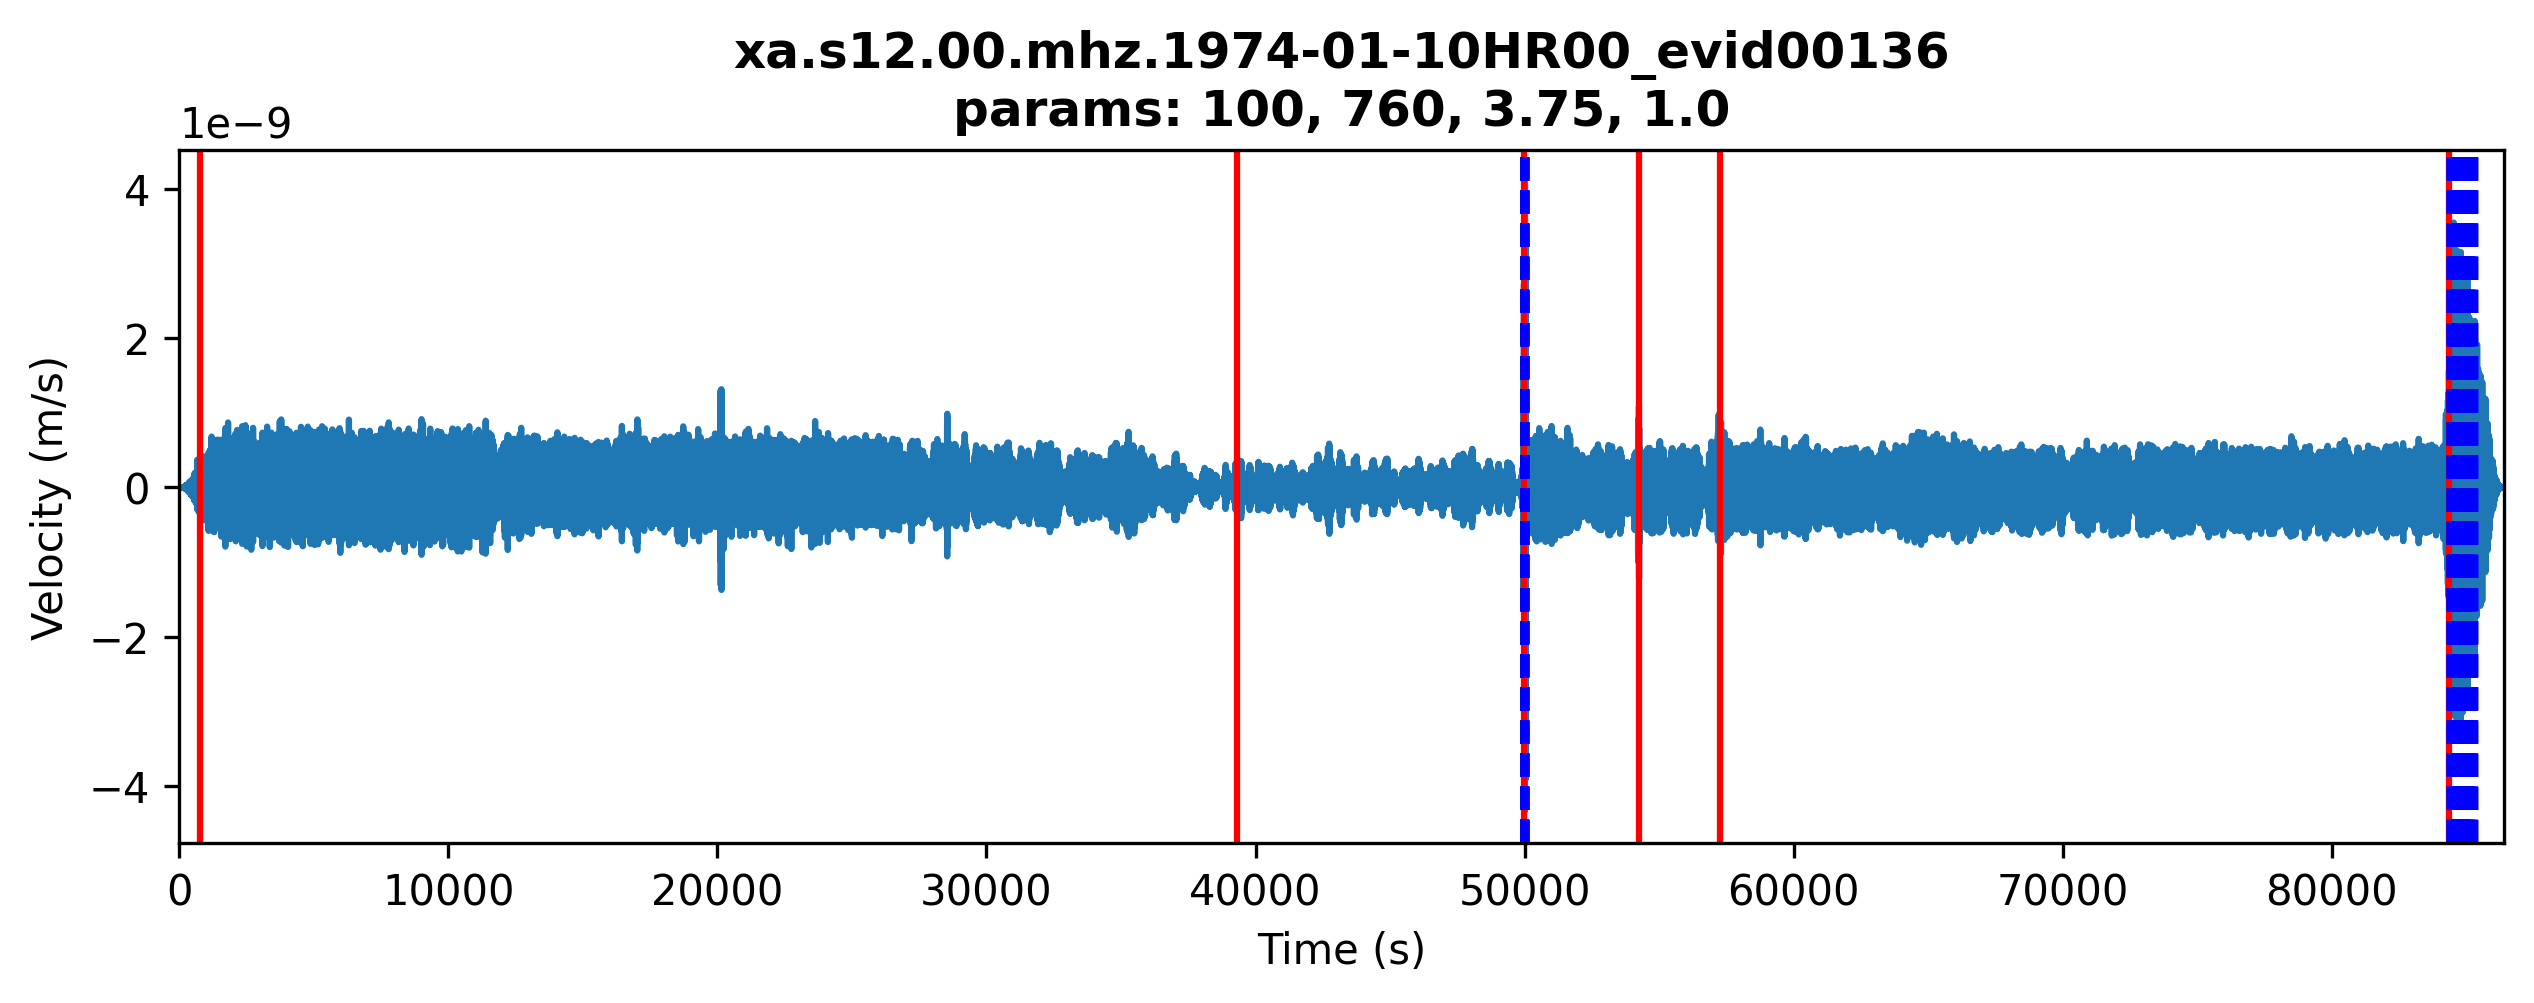 xa.s12.00.mhz.1974-01-10HR00_evid00136
params: 100, 760, 3.75, 1.0
1e−9
4
2
0
−2
−4
Velocity (m/s)
0 10000 20000 30000 40000 50000 60000 70000 80000
Time (s)